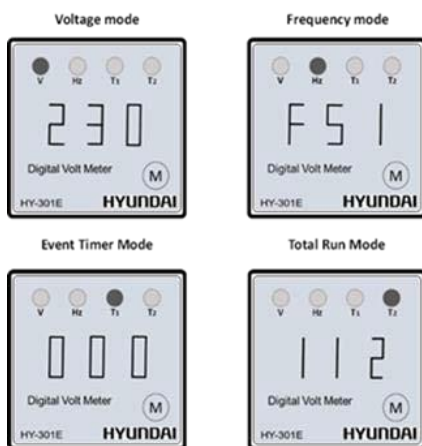 Voltage mode
V Hz T1 T2
230
Digital Volt Meter
M
HY-301E HYUNDAI
Frequency mode
V Hz T1 T2
F51
Digital Volt Meter
M
HY-301E HYUNDAI
Event Timer Mode
V Hz T1 T2
000
Digital Volt Meter
M
HY-301E HYUNDAI
Total Run Mode
V Hz T1 T2
112
Digital Volt Meter
M
HY-301E HYUNDAI